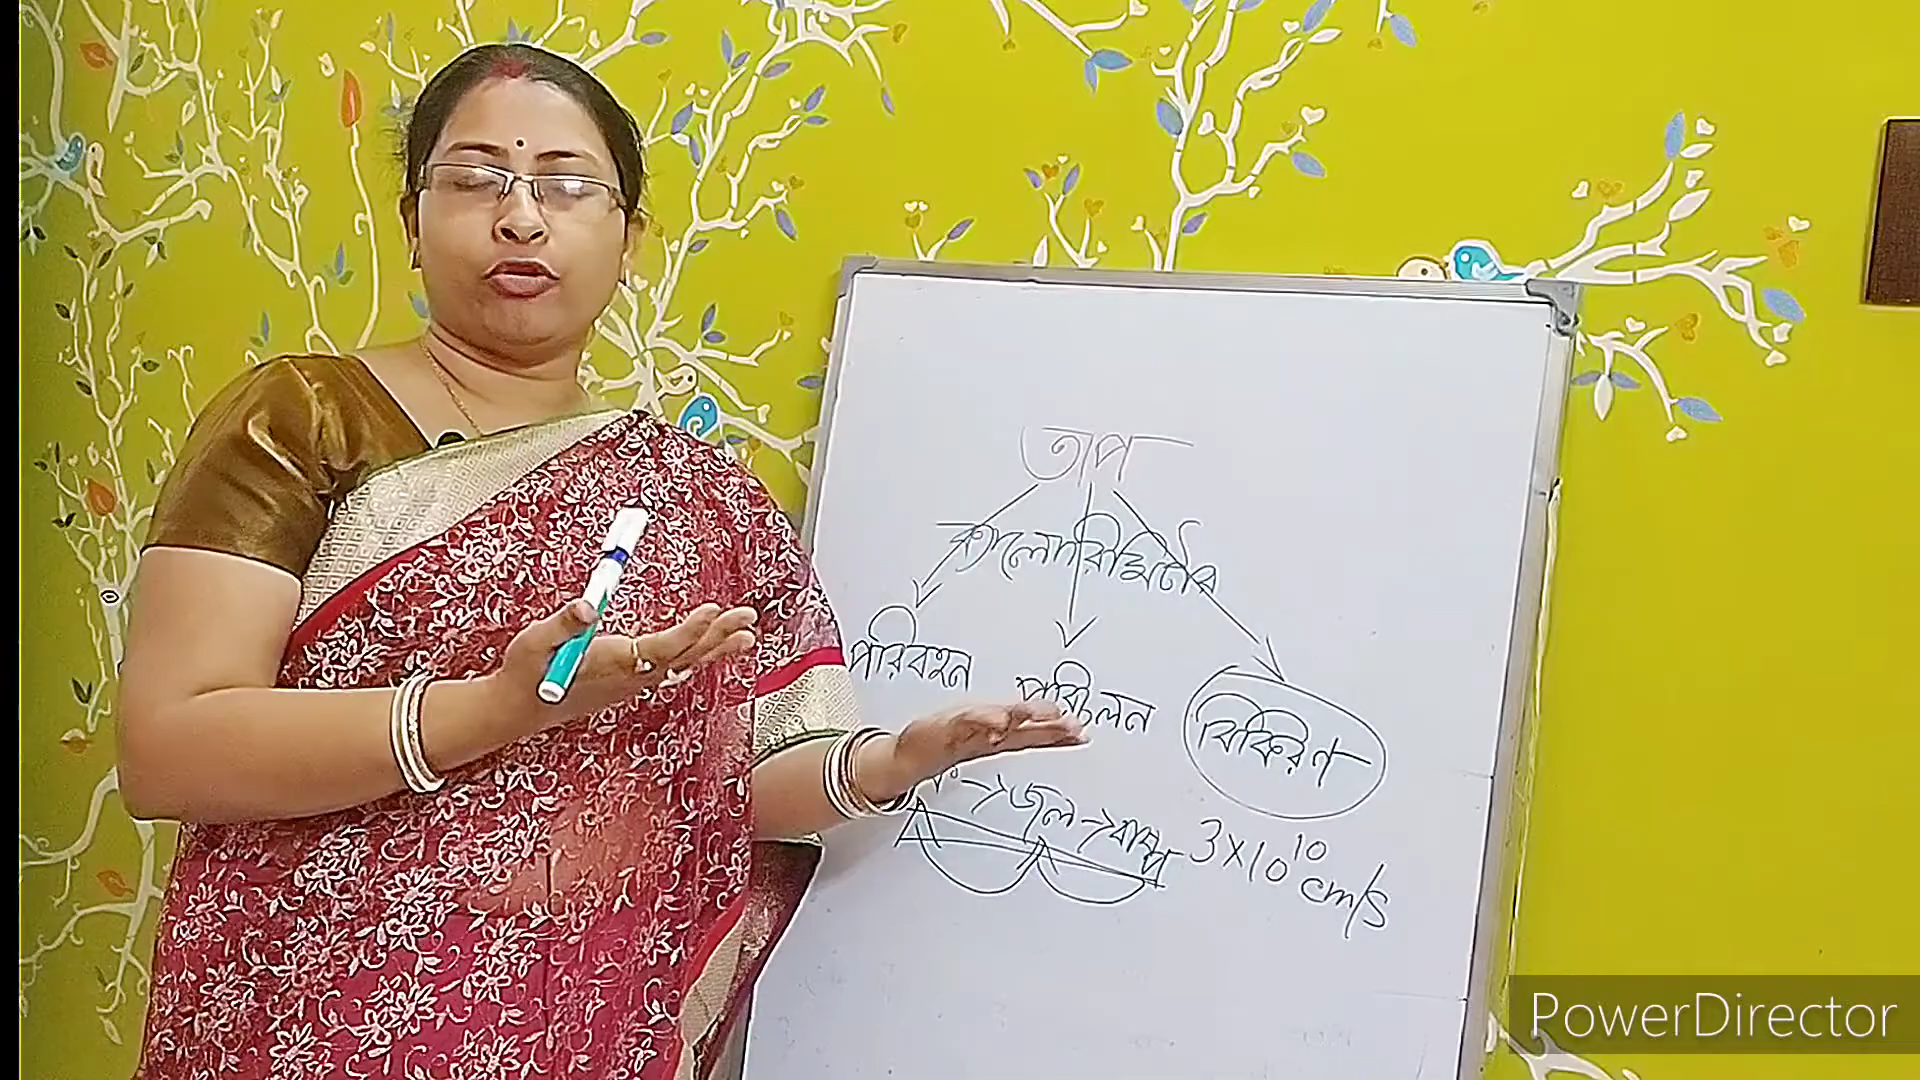 তাপ
ক্যালোরিমিটার
পরিবহন
পরিচলন
বিকিরণ
→ জল → বাষ্প
3×10¹⁰ cm/s
PowerDirector